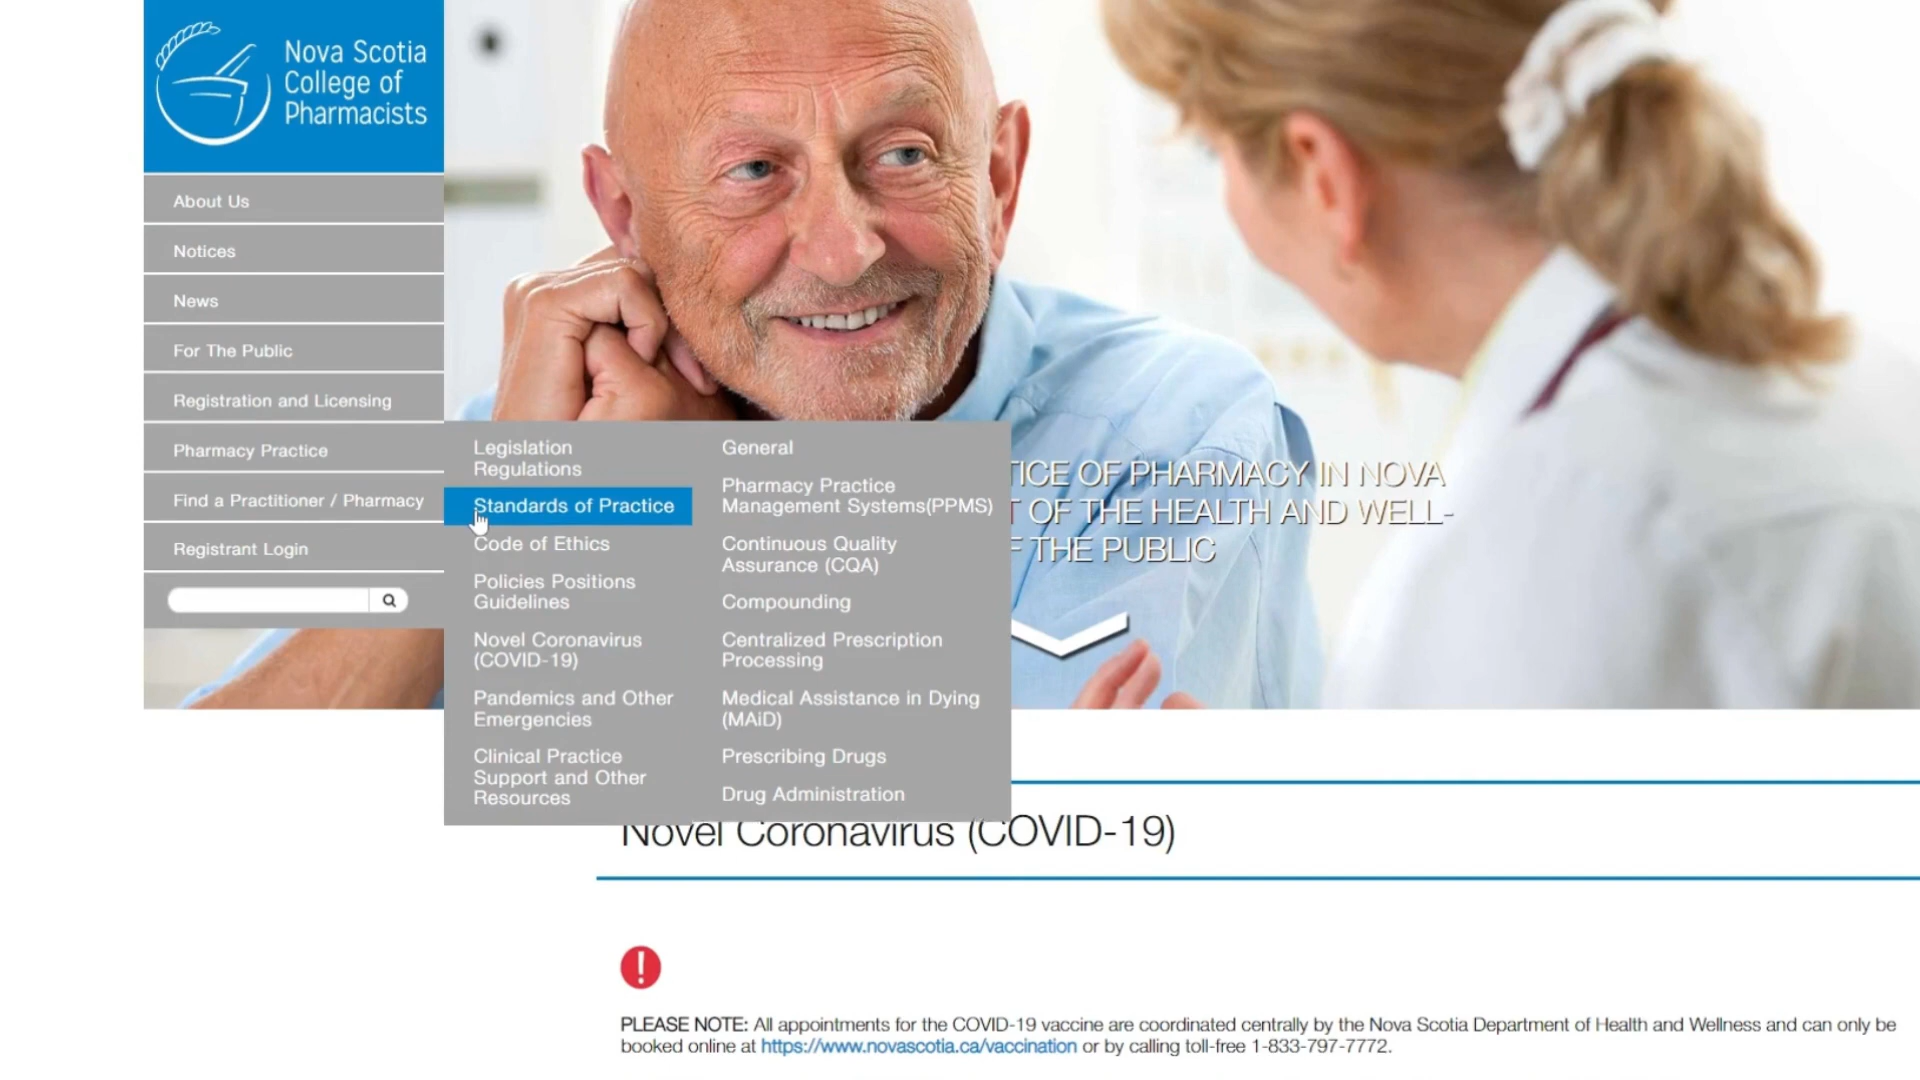 Nova Scotia
College of
Pharmacists
About Us
Notices
News
For The Public
Registration and Licensing
Pharmacy Practice
Find a Practitioner / Pharmacy
Registrant Login
Legislation
Regulations
Standards of Practice
Code of Ethics
Policies Positions
Guidelines
Novel Coronavirus
(COVID-19)
Pandemics and Other
Emergencies
Clinical Practice
Support and Other
Resources
General
Pharmacy Practice
Management Systems(PPMS)
Continuous Quality
Assurance (CQA)
Compounding
Centralized Prescription
Processing
Medical Assistance in Dying
(MAiD)
Prescribing Drugs
Drug Administration
OF PHARMACY IN NOVA
OF THE HEALTH AND WELL-
THE PUBLIC
Novel Coronavirus (COVID-19)
PLEASE NOTE: All appointments for the COVID-19 vaccine are coordinated centrally by the Nova Scotia Department of Health and Wellness and can only be
booked online at https://www.novascotia.ca/vaccination or by calling toll-free 1-833-797-7772.